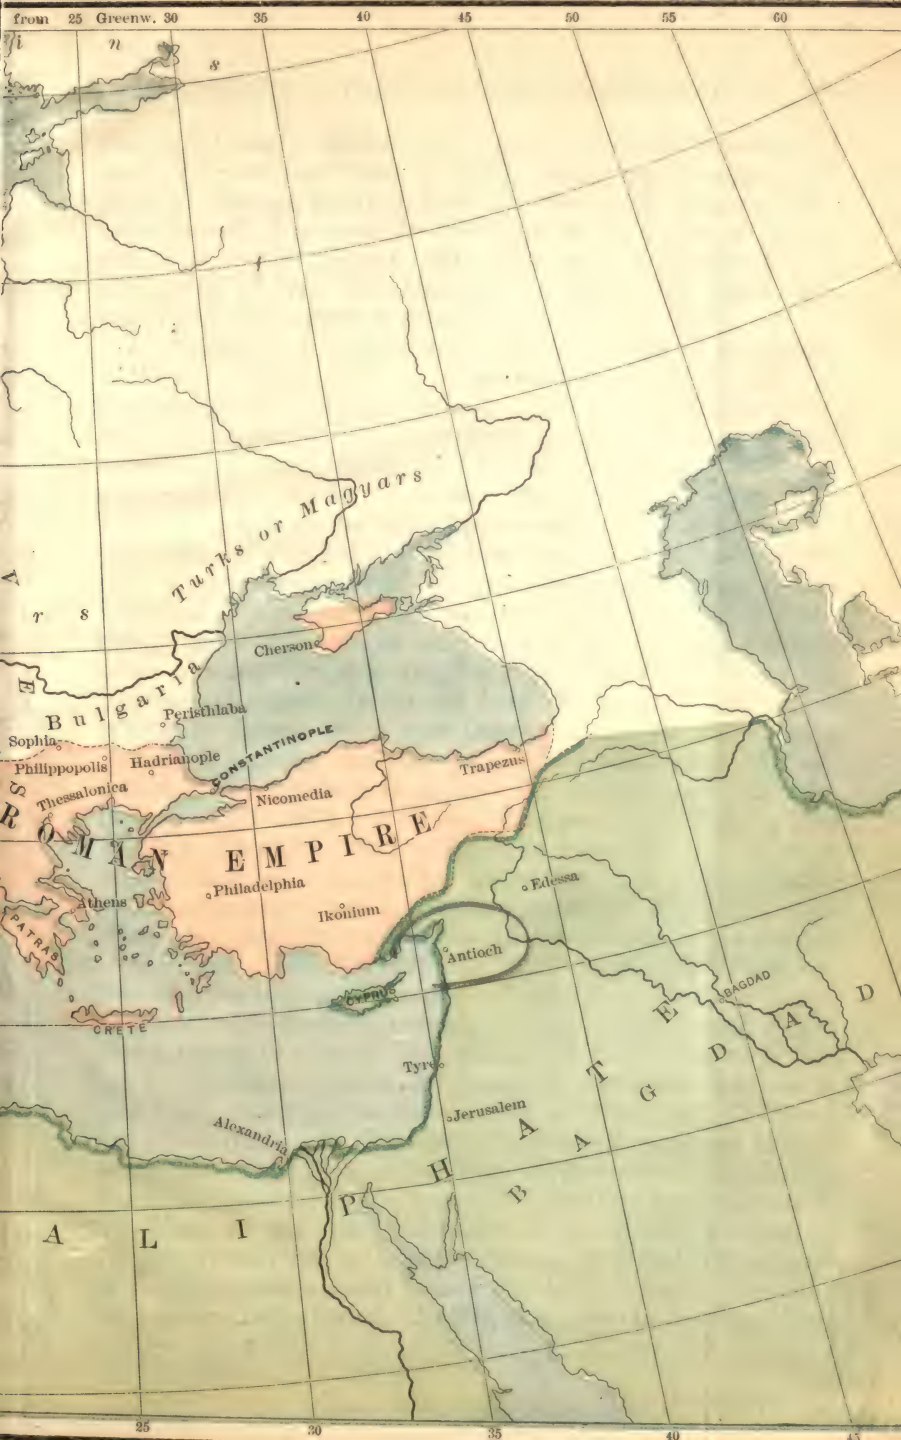 from 25 Greenw. 30 35 40 45 50 55 60
n
s
Turks or Magyars
r s
E
Cherson
Bulgaria
Peristhlaba
Sophia
Philippopolis
Hadrianople
CONSTANTINOPLE
Trapezus
S
Thessalonica
Nicomedia
ROMAN EMPIRE
Philadelphia
Edessa
Athens
Ikonium
PATRAS
Antioch
CYPRUS
BAGDAD
CRETE
Tyre
Jerusalem
Alexandria
ALIPHATE
BAGDAD
25 30 35 40 45